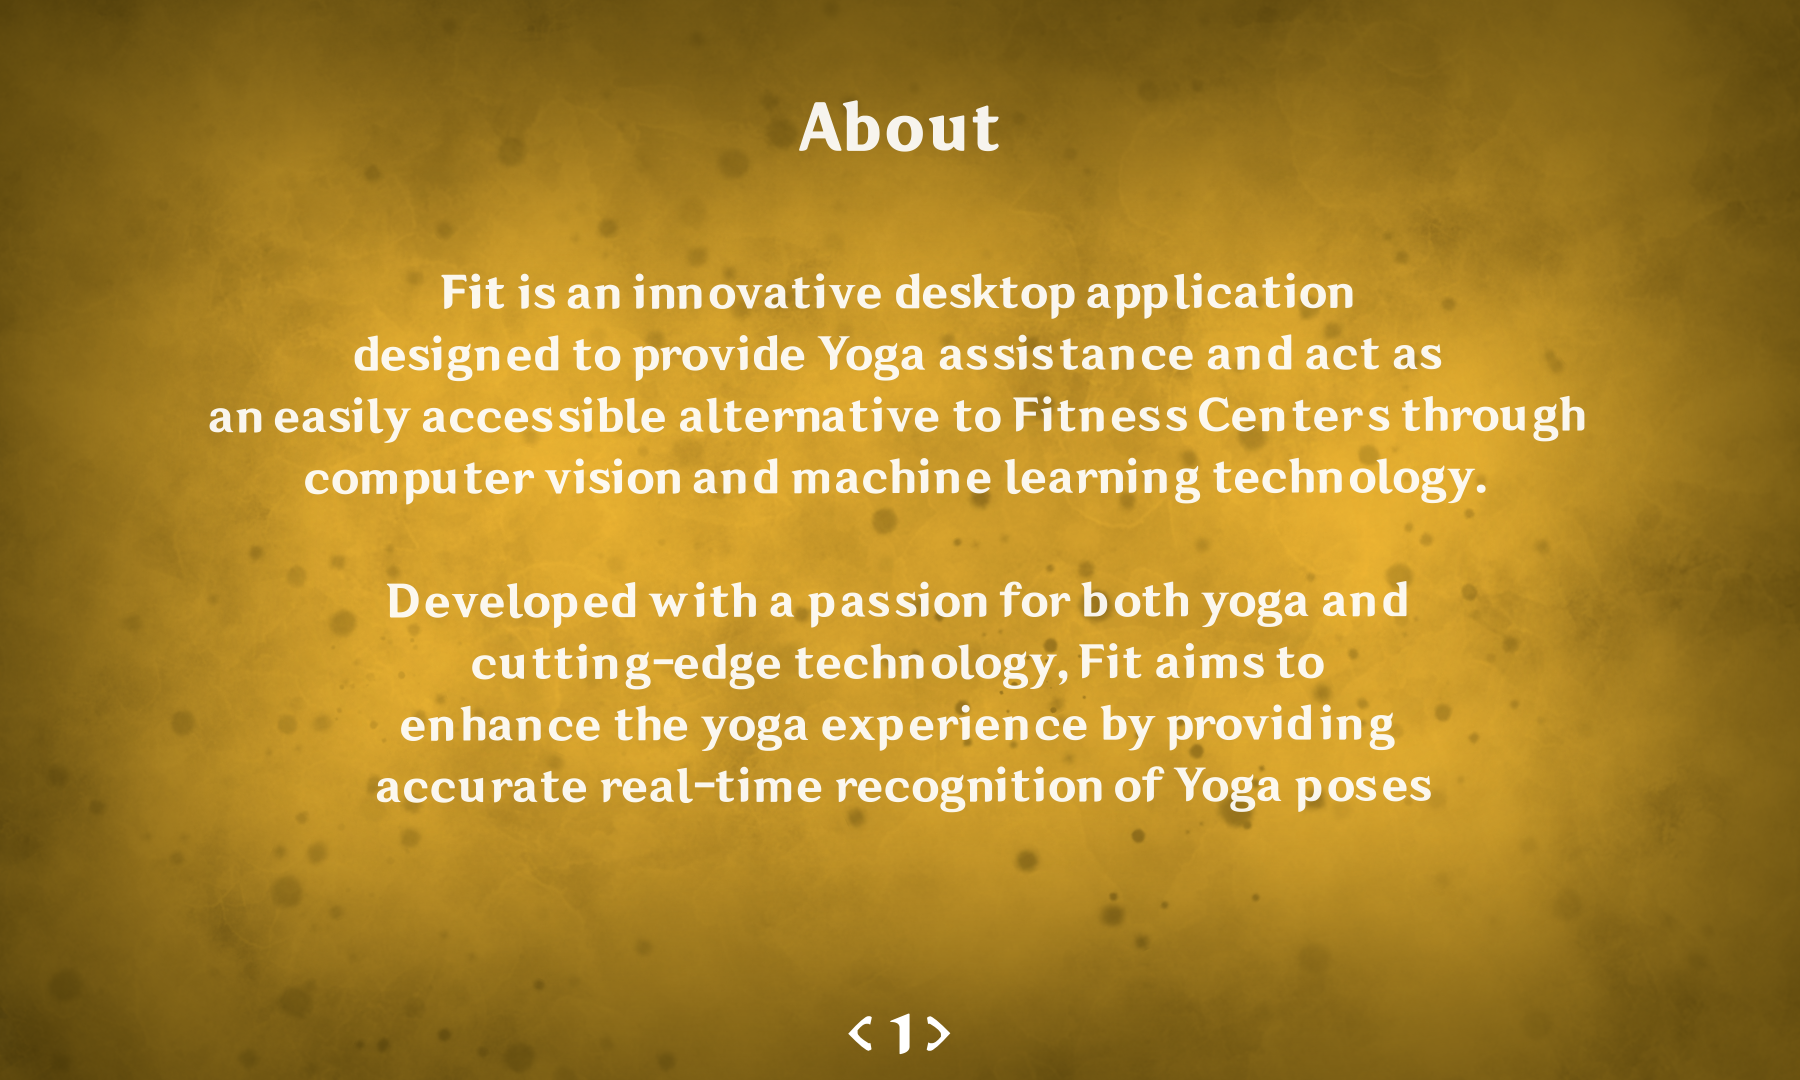 About
Fit is an innovative desktop application
designed to provide Yoga assistance and act as
an easily accessible alternative to Fitness Centers through
computer vision and machine learning technology.
Developed with a passion for both yoga and
cutting-edge technology, Fit aims to
enhance the yoga experience by providing
accurate real-time recognition of Yoga poses
< 1 >